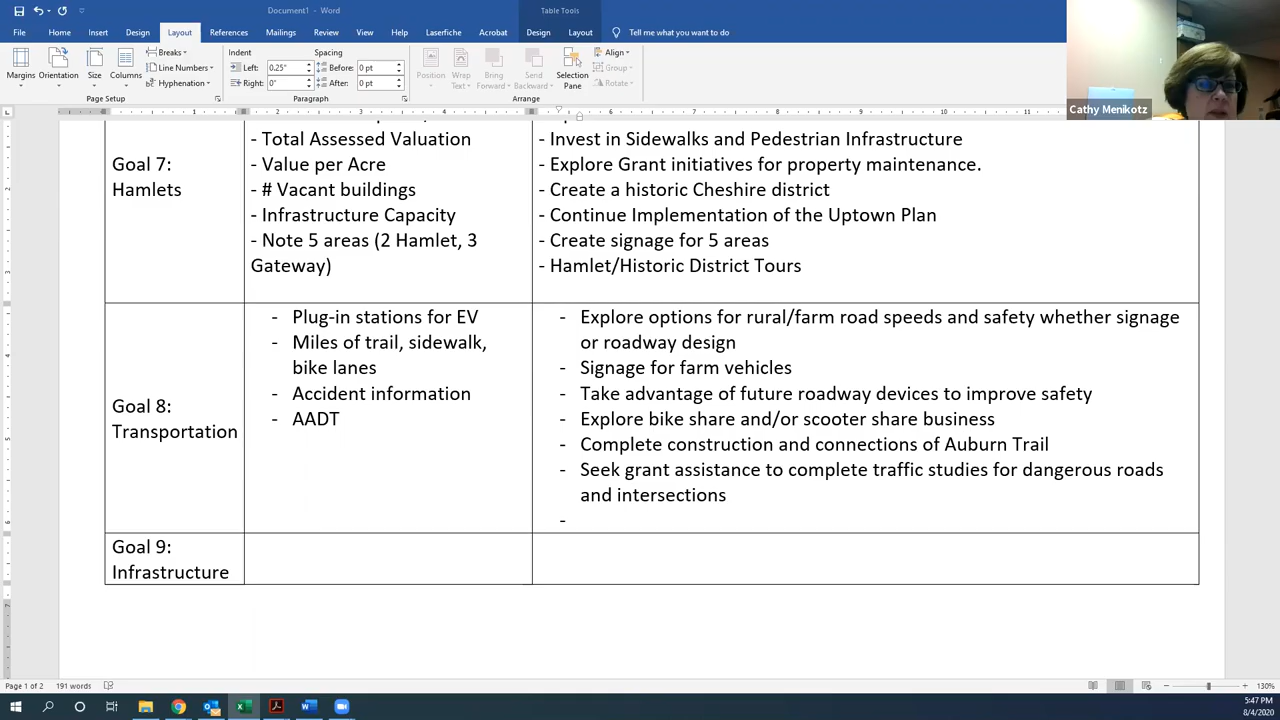 Document1 - Word
Table Tools
File Home Insert Design Layout References Mailings Review View Help Laserfiche Acrobat Design Layout Tell me what you want to do
Margins Orientation Size Columns
Breaks
Line Numbers
Hyphenation
Page Setup
Indent Spacing
Left: 0.25" Before: 0 pt
Right: 0" After: 0 pt
Paragraph
Position Wrap Text Bring Forward Send Backward Selection Pane
Align
Group
Rotate
Arrange
Cathy Menikotz
Goal 7:
Hamlets
- Total Assessed Valuation
- Value per Acre
- # Vacant buildings
- Infrastructure Capacity
- Note 5 areas (2 Hamlet, 3
Gateway)
- Invest in Sidewalks and Pedestrian Infrastructure
- Explore Grant initiatives for property maintenance.
- Create a historic Cheshire district
- Continue Implementation of the Uptown Plan
- Create signage for 5 areas
- Hamlet/Historic District Tours
Goal 8:
Transportation
- Plug-in stations for EV
- Miles of trail, sidewalk,
bike lanes
- Accident information
- AADT
- Explore options for rural/farm road speeds and safety whether signage
or roadway design
- Signage for farm vehicles
- Take advantage of future roadway devices to improve safety
- Explore bike share and/or scooter share business
- Complete construction and connections of Auburn Trail
- Seek grant assistance to complete traffic studies for dangerous roads
and intersections
-
Goal 9:
Infrastructure
Page 1 of 2 191 words
130%
5:47 PM
8/4/2020